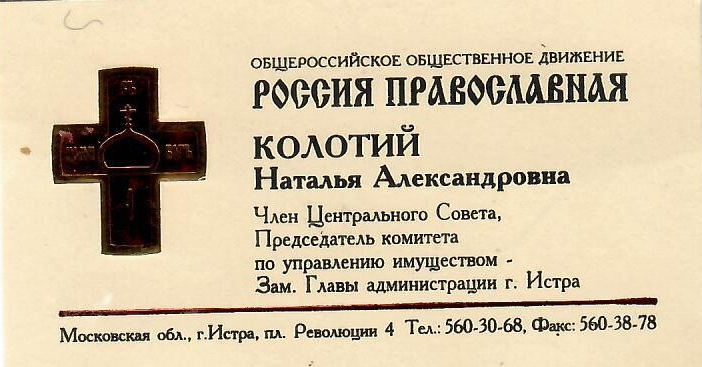 ОБЩЕРОССИЙСКОЕ ОБЩЕСТВЕННОЕ ДВИЖЕНИЕ
РОССИЯ ПРАВОСЛАВНАЯ
КОЛОТИЙ
Наталья Александровна
Член Центрального Совета,
Председатель комитета
по управлению имуществом -
Зам. Главы администрации г. Истра
Московская обл., г.Истра, пл. Революции 4 Тел.: 560-30-68, Факс: 560-38-78